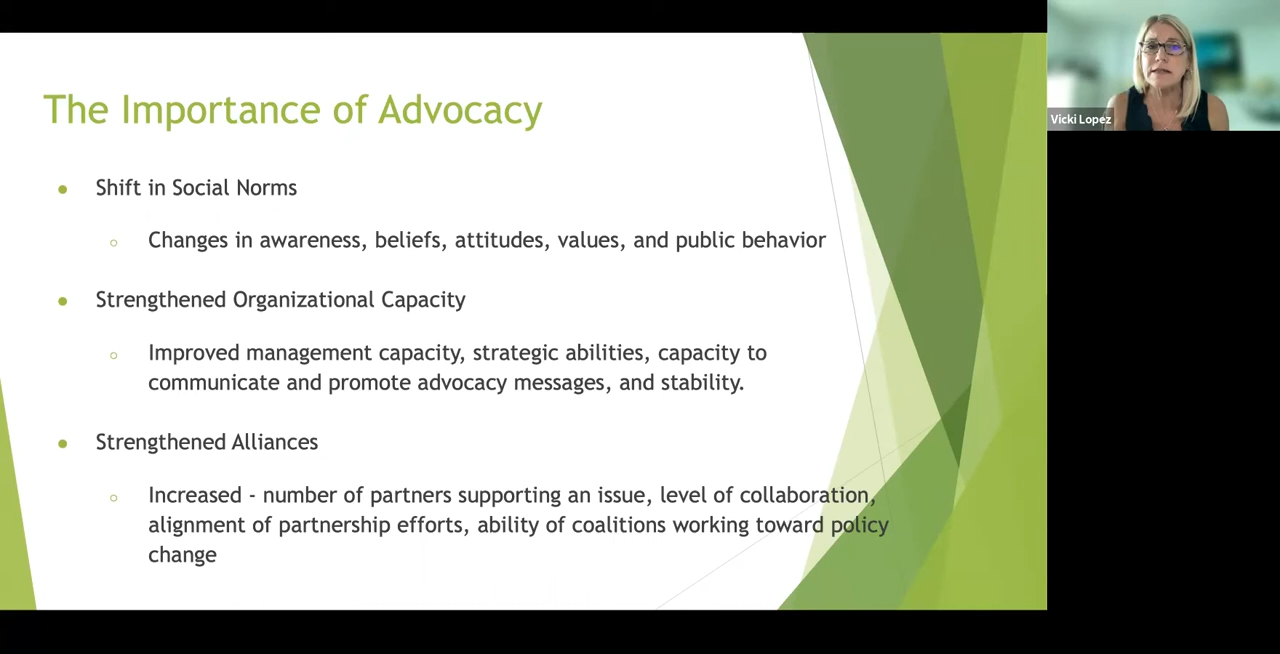 The Importance of Advocacy
Vicki Lopez
● Shift in Social Norms
○ Changes in awareness, beliefs, attitudes, values, and public behavior
● Strengthened Organizational Capacity
○ Improved management capacity, strategic abilities, capacity to
communicate and promote advocacy messages, and stability.
● Strengthened Alliances
○ Increased - number of partners supporting an issue, level of collaboration,
alignment of partnership efforts, ability of coalitions working toward policy
change